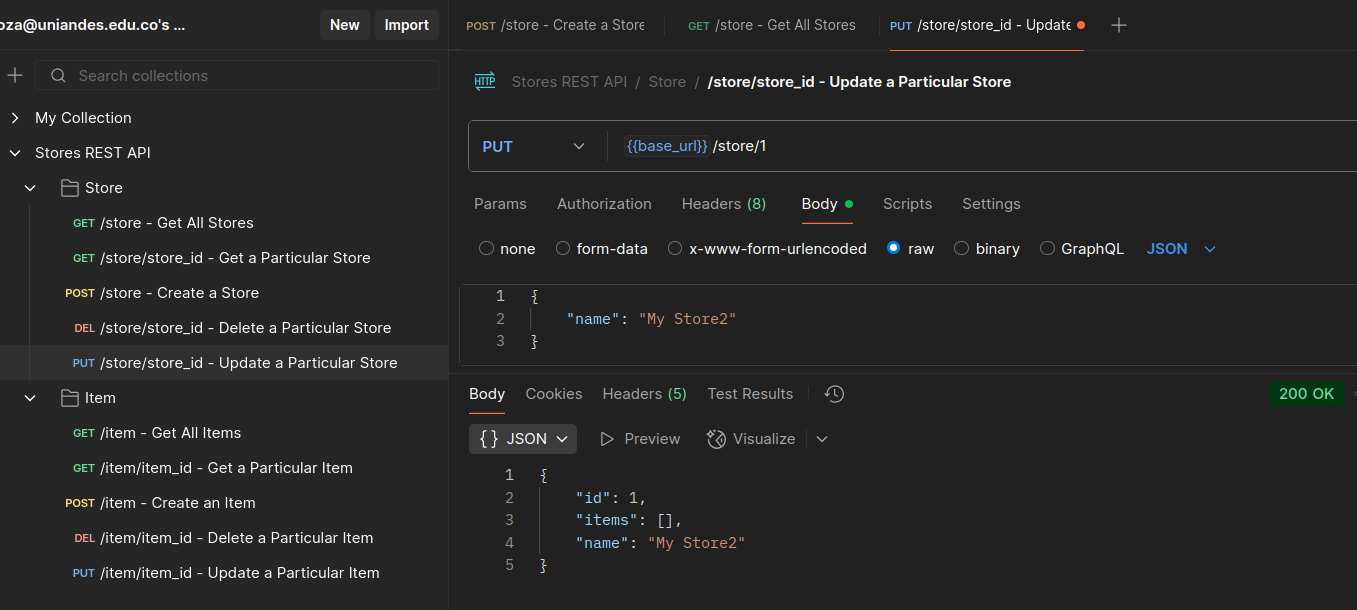 oza@uniandes.edu.co's ...
New
Import
Search collections
My Collection
Stores REST API
Store
GET /store - Get All Stores
GET /store/store_id - Get a Particular Store
POST /store - Create a Store
DEL /store/store_id - Delete a Particular Store
PUT /store/store_id - Update a Particular Store
Item
GET /item - Get All Items
GET /item/item_id - Get a Particular Item
POST /item - Create an Item
DEL /item/item_id - Delete a Particular Item
PUT /item/item_id - Update a Particular Item
POST /store - Create a Store
GET /store - Get All Stores
PUT /store/store_id - Update
HTTP Stores REST API / Store / /store/store_id - Update a Particular Store
PUT {{base_url}}/store/1
Params Authorization Headers (8) Body Scripts Settings
none form-data x-www-form-urlencoded raw binary GraphQL JSON
1 {
2 "name": "My Store2"
3 }
Body Cookies Headers (5) Test Results 200 OK
{} JSON Preview Visualize
1 {
2 "id": 1,
3 "items": [],
4 "name": "My Store2"
5 }